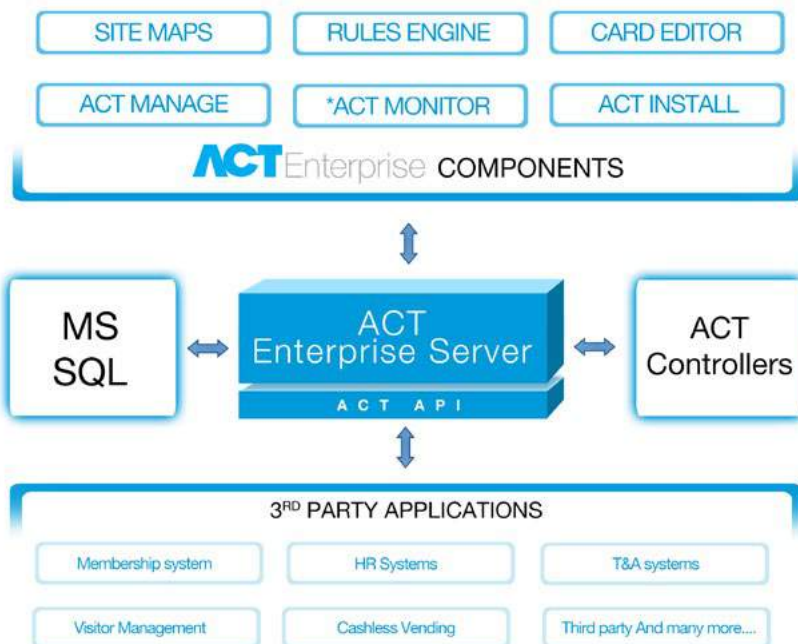 SITE MAPS
RULES ENGINE
CARD EDITOR
ACT MANAGE
*ACT MONITOR
ACT INSTALL
ACTEnterprise COMPONENTS
MS
SQL
ACT
Enterprise Server
ACT API
ACT
Controllers
3RD PARTY APPLICATIONS
Membership system
HR Systems
T&A systems
Visitor Management
Cashless Vending
Third party And many more....